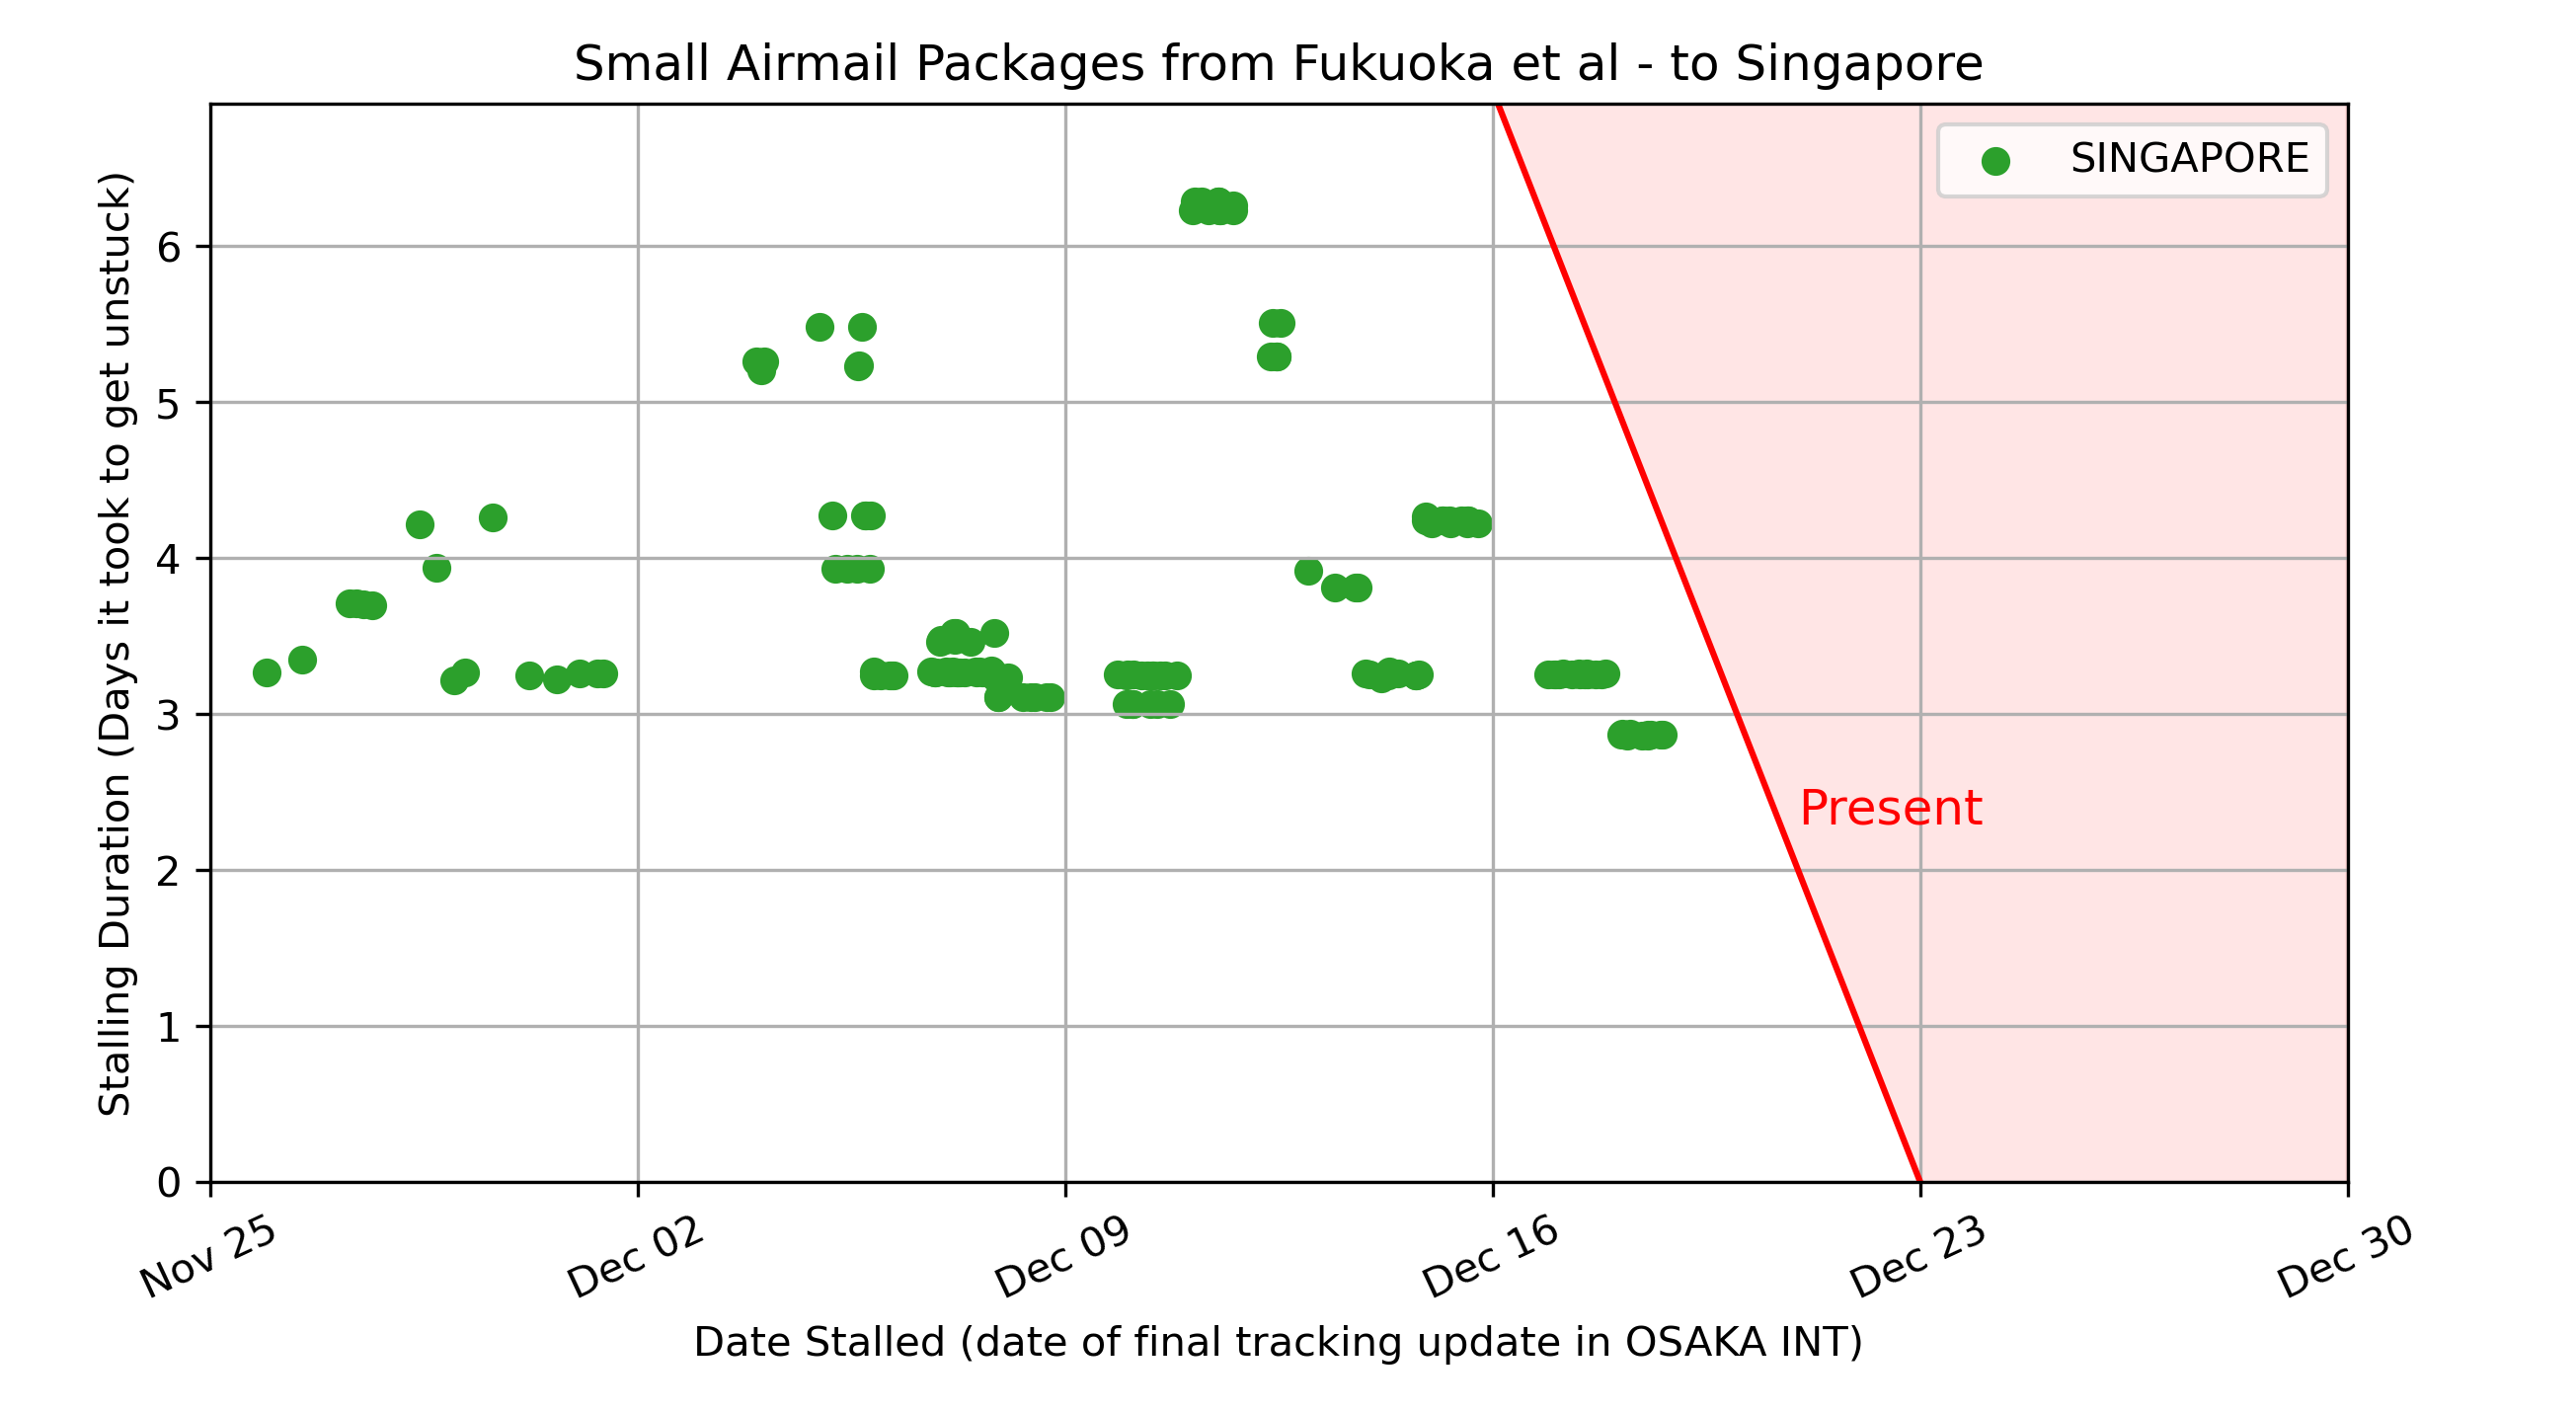 Small Airmail Packages from Fukuoka et al - to Singapore
SINGAPORE
Stalling Duration (Days it took to get unstuck)
6
5
4
3
2
1
0
Present
Nov 25
Dec 02
Dec 09
Dec 16
Dec 23
Dec 30
Date Stalled (date of final tracking update in OSAKA INT)